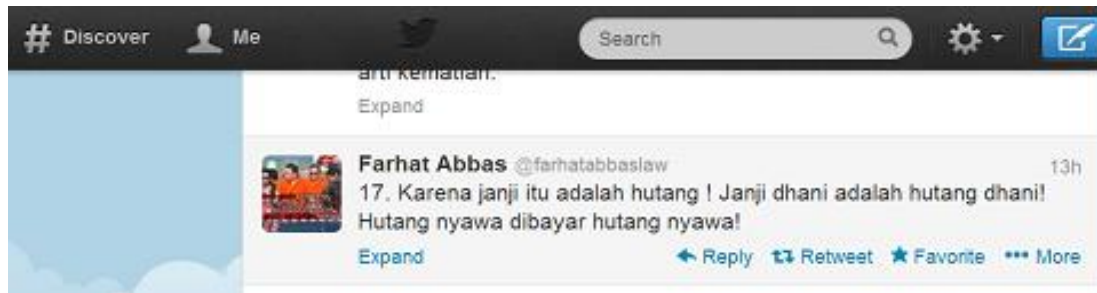 # Discover Me Search
arti kematian.
Expand
Farhat Abbas @farhatabbaslaw 13h
17. Karena janji itu adalah hutang ! Janji dhani adalah hutang dhani!
Hutang nyawa dibayar hutang nyawa!
Expand Reply Retweet Favorite ••• More